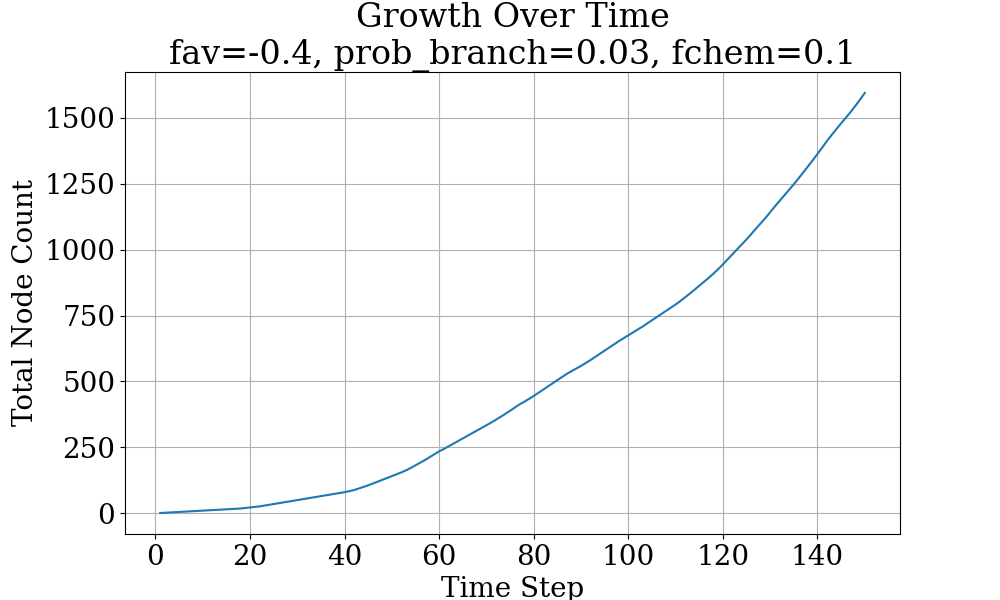 Growth Over Time
fav=-0.4, prob_branch=0.03, fchem=0.1
Total Node Count
1500
1250
1000
750
500
250
0
0 20 40 60 80 100 120 140
Time Step